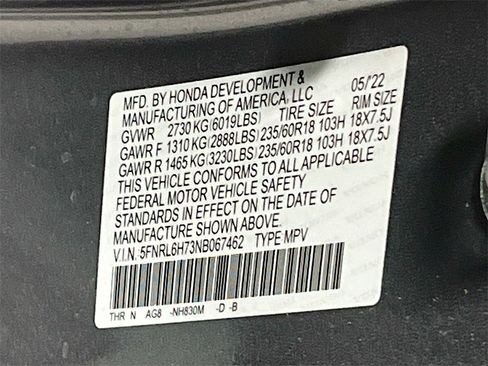 MFD. BY HONDA DEVELOPMENT &
MANUFACTURING OF AMERICA, LLC 05/22
GVWR 2730 KG(6019LBS) TIRE SIZE RIM SIZE
GAWR F 1310 KG(2888LBS) 235/60R18 103H 18X7.5J
GAWR R 1465 KG(3230LBS) 235/60R18 103H 18X7.5J
THIS VEHICLE CONFORMS TO ALL APPLICABLE
FEDERAL MOTOR VEHICLE SAFETY
STANDARDS IN EFFECT ON THE DATE OF
MANUFACTURE SHOWN ABOVE.
V.I.N.: 5FNRL6H73NB067462 TYPE MPV
THR N AG8 -NH830M -D -B